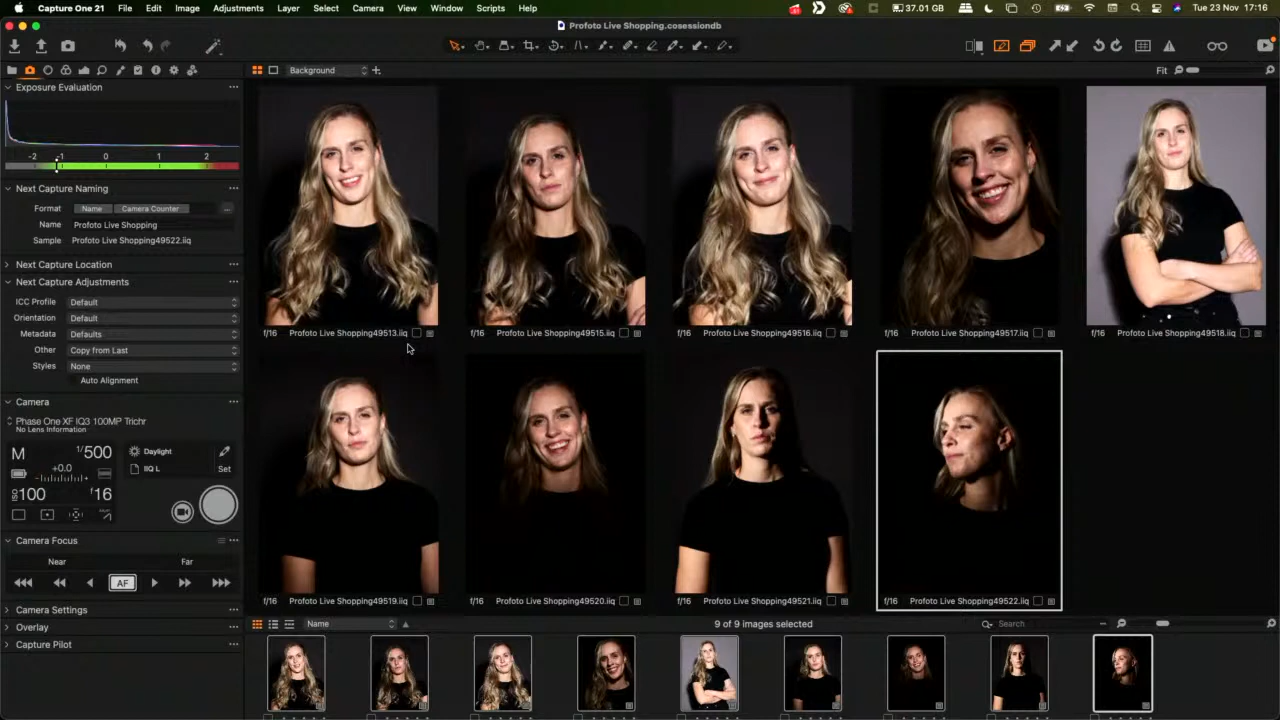 Capture One 21 File Edit Image Adjustments Layer Select Camera View Window Scripts Help 37.01 GB Tue 23 Nov 17:16
Profoto Live Shopping.cosessiondb
Background
Fit
Exposure Evaluation
-2 -1 0 1 2
Next Capture Naming
Format Name Camera Counter ...
Name Profoto Live Shopping
Sample Profoto Live Shopping49522.iiq
Next Capture Location
Next Capture Adjustments
ICC Profile Default
Orientation Default
Metadata Defaults
Other Copy from Last
Styles None
Auto Alignment
Camera
Phase One XF IQ3 100MP Trichr
No Lens Information
M 1/500 Daylight
+0.0 IIQ L Set
ISO 100 f16
Camera Focus
Near Far
AF
Camera Settings
Overlay
Capture Pilot
f/16 Profoto Live Shopping49513.iiq
f/16 Profoto Live Shopping49515.iiq
f/16 Profoto Live Shopping49516.iiq
f/16 Profoto Live Shopping49517.iiq
f/16 Profoto Live Shopping49518.iiq
f/16 Profoto Live Shopping49519.iiq
f/16 Profoto Live Shopping49520.iiq
f/16 Profoto Live Shopping49521.iiq
f/16 Profoto Live Shopping49522.iiq
Name 9 of 9 images selected Search